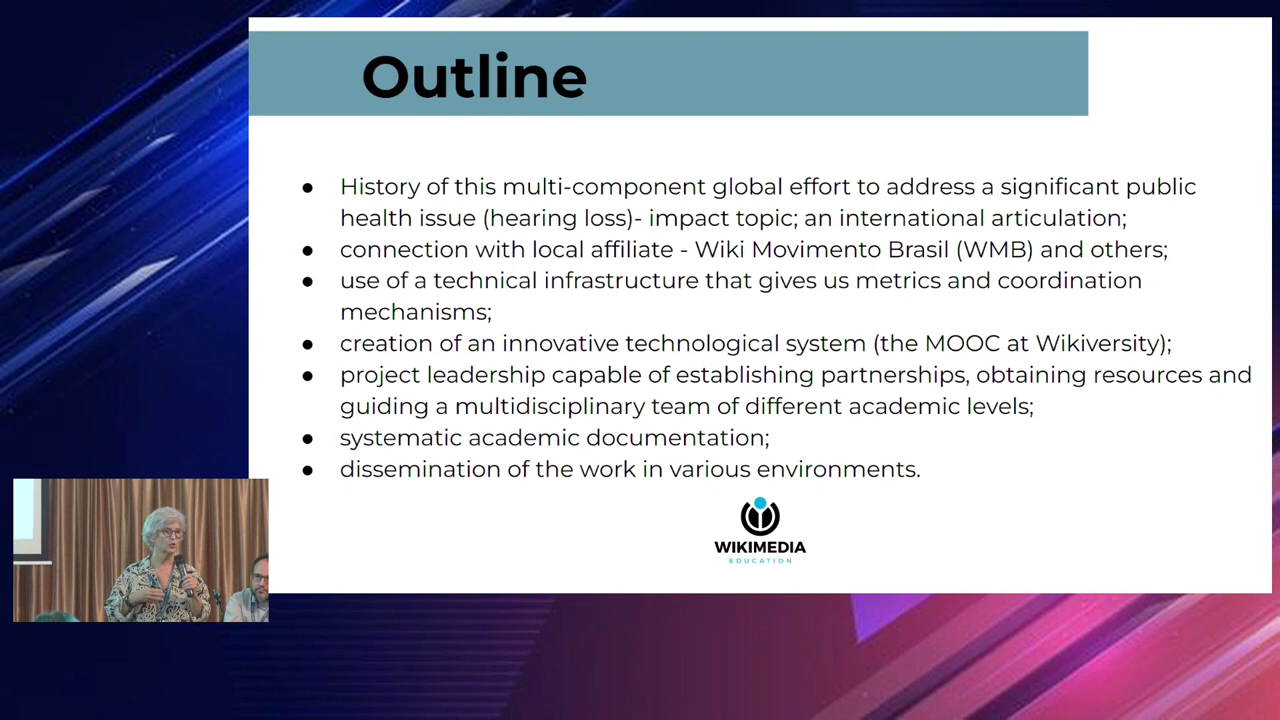 Outline
● History of this multi-component global effort to address a significant public
health issue (hearing loss)- impact topic; an international articulation;
● connection with local affiliate - Wiki Movimento Brasil (WMB) and others;
● use of a technical infrastructure that gives us metrics and coordination
mechanisms;
● creation of an innovative technological system (the MOOC at Wikiversity);
● project leadership capable of establishing partnerships, obtaining resources and
guiding a multidisciplinary team of different academic levels;
● systematic academic documentation;
● dissemination of the work in various environments.
WIKIMEDIA
EDUCATION